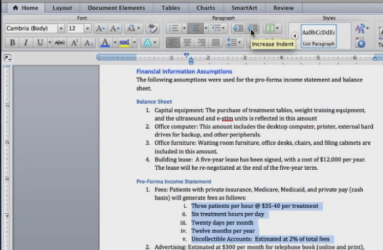 Home Layout Document Elements Tables Charts SmartArt Review
Font Paragraph Styles
Cambria (Body) 12
AaBbCcDdEe
Increase Indent
List Paragraph
Financial Information Assumptions
The following assumptions were used for the pro-forma income statement and balance
sheet.
Balance Sheet
1. Capital equipment: The purchase of treatment tables, weight training equipment,
and the ultrasound and e-stim units is reflected in this amount
2. Office computer: This amount includes the desktop computer, printer, external hard
drives for backup, and other peripherals.
3. Office furniture: Waiting room furniture, office desks, chairs, and filing cabinets are
included in this amount.
4. Building lease: A five-year lease has been signed, with a cost of $12,000 per year.
The lease will be re-negotiated at the end of the five-year term.
Pro-Forma Income Statement
1. Fees: Patients with private insurance, Medicare, Medicaid, and private pay (cash
basis) will generate fees as follows:
i. Three patients per hour @ $35-40 per treatment
ii. Six treatment hours per day
iii. Twenty days per month
iv. Twelve months per year
v. Uncollectible Accounts: Estimated at 2% of total fees
2. Advertising: Estimated at $300 per month for telephone book (online and print),